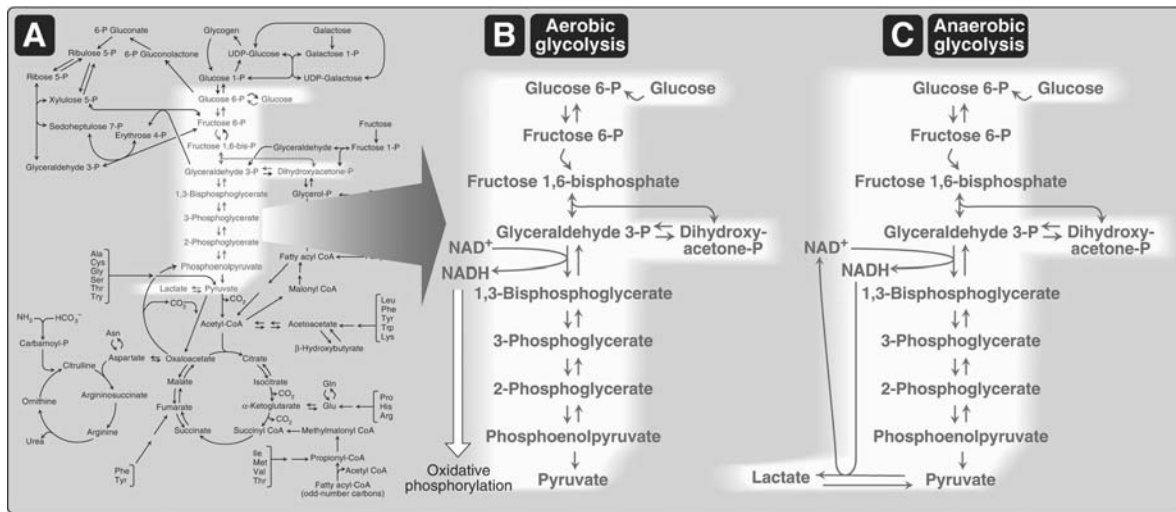 A
6-P Gluconate
Ribulose 5-P
6-P Gluconolactone
Ribose 5-P
Xylulose 5-P
Sedoheptulose 7-P
Erythrose 4-P
Glyceraldehyde 3-P
Glycogen
UDP-Glucose
Glucose 1-P
Galactose
Galactose 1-P
UDP-Galactose
Glucose 6-P
Glucose
Fructose 6-P
Fructose 1,6-bis-P
Glyceraldehyde
Fructose
Fructose 1-P
Glyceraldehyde 3-P
Dihydroxyacetone-P
1,3-Bisphosphoglycerate
Glycerol-P
3-Phosphoglycerate
2-Phosphoglycerate
Phosphoenolpyruvate
Lactate
Pyruvate
Ala
Cys
Gly
Ser
Thr
Try
CO2
CO2
Fatty acyl CoA
Malonyl CoA
Acetyl-CoA
Acetoacetate
β-Hydroxybutyrate
Leu
Phe
Tyr
Trp
Lys
NH3
HCO3−
Carbamoyl-P
Asn
Aspartate
Oxaloacetate
Citrate
Citrulline
Argininosuccinate
Ornithine
Arginine
Urea
Malate
Fumarate
Succinate
Isocitrate
CO2
α-Ketoglutarate
CO2
Succinyl CoA
Gln
Glu
Pro
His
Arg
Methylmalonyl CoA
Propionyl-CoA
Acetyl CoA
Fatty acyl-CoA
(odd-number carbons)
Phe
Tyr
Ile
Met
Val
Thr
B
Aerobic
glycolysis
Glucose 6-P
Glucose
Fructose 6-P
Fructose 1,6-bisphosphate
Glyceraldehyde 3-P
Dihydroxy-
acetone-P
NAD+
NADH
1,3-Bisphosphoglycerate
3-Phosphoglycerate
2-Phosphoglycerate
Phosphoenolpyruvate
Pyruvate
Oxidative
phosphorylation
C
Anaerobic
glycolysis
Glucose 6-P
Glucose
Fructose 6-P
Fructose 1,6-bisphosphate
Glyceraldehyde 3-P
Dihydroxy-
acetone-P
NAD+
NADH
1,3-Bisphosphoglycerate
3-Phosphoglycerate
2-Phosphoglycerate
Phosphoenolpyruvate
Lactate
Pyruvate